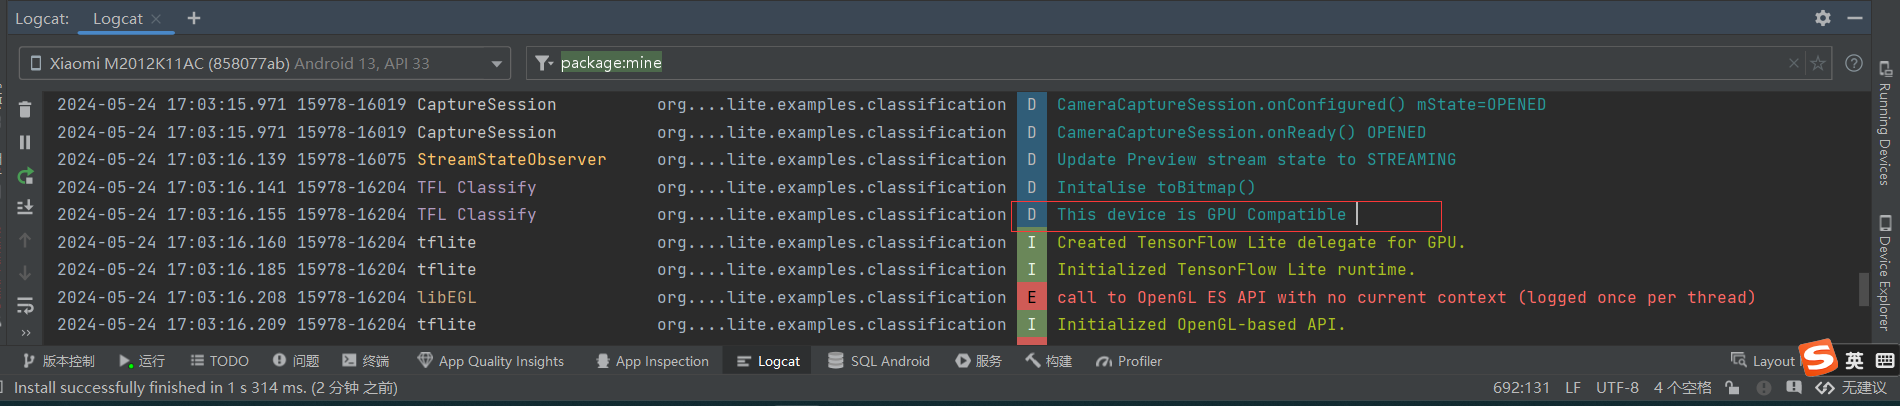 Logcat: Logcat
Xiaomi M2012K11AC (858077ab) Android 13, API 33 package:mine
2024-05-24 17:03:15.971 15978-16019 CaptureSession org....lite.examples.classification D CameraCaptureSession.onConfigured() mState=OPENED
2024-05-24 17:03:15.971 15978-16019 CaptureSession org....lite.examples.classification D CameraCaptureSession.onReady() OPENED
2024-05-24 17:03:16.139 15978-16075 StreamStateObserver org....lite.examples.classification D Update Preview stream state to STREAMING
2024-05-24 17:03:16.141 15978-16204 TFL Classify org....lite.examples.classification D Initalise toBitmap()
2024-05-24 17:03:16.155 15978-16204 TFL Classify org....lite.examples.classification D This device is GPU Compatible
2024-05-24 17:03:16.160 15978-16204 tflite org....lite.examples.classification I Created TensorFlow Lite delegate for GPU.
2024-05-24 17:03:16.185 15978-16204 tflite org....lite.examples.classification I Initialized TensorFlow Lite runtime.
2024-05-24 17:03:16.208 15978-16204 libEGL org....lite.examples.classification E call to OpenGL ES API with no current context (logged once per thread)
2024-05-24 17:03:16.209 15978-16204 tflite org....lite.examples.classification I Initialized OpenGL-based API.
Running Devices
Device Explorer
版本控制 运行 TODO 问题 终端 App Quality Insights App Inspection Logcat SQL Android 服务 构建 Profiler Layout 英
Install successfully finished in 1 s 314 ms. (2 分钟 之前) 692:131 LF UTF-8 4 个空格 无建议